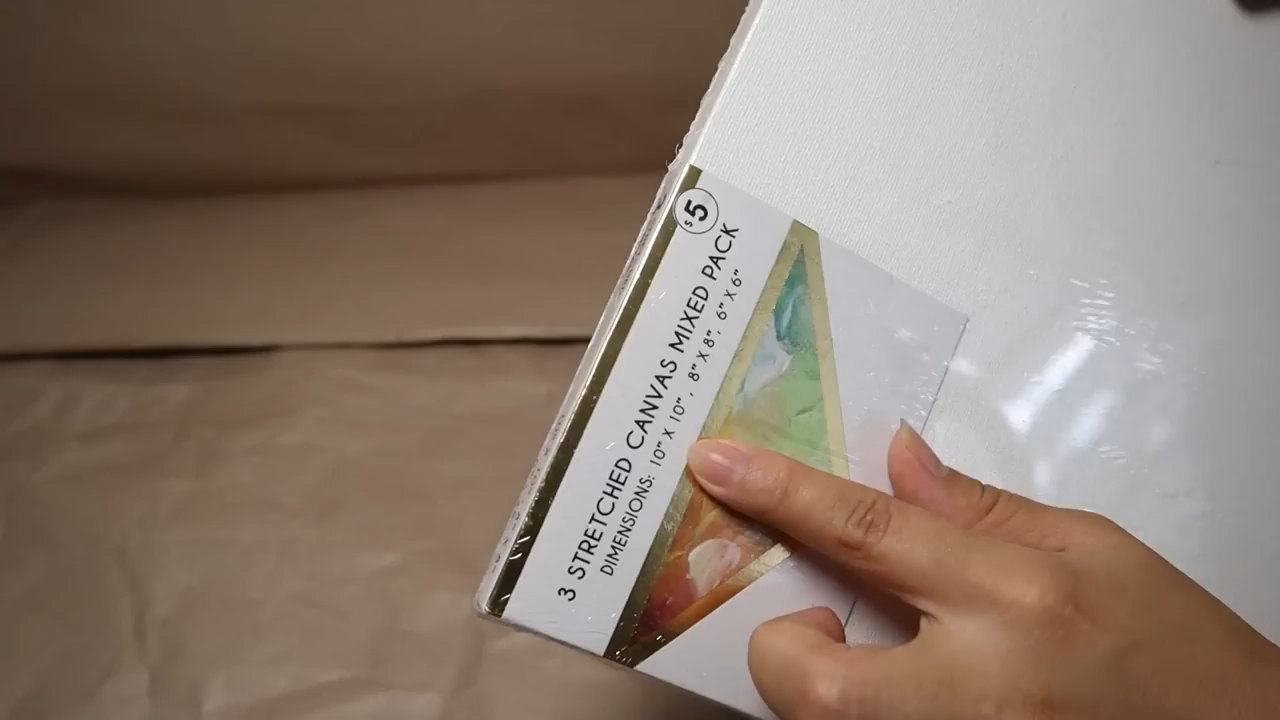 $5
3 STRETCHED CANVAS MIXED PACK
DIMENSIONS: 10" X 10", 8" X 8", 6" X 6"